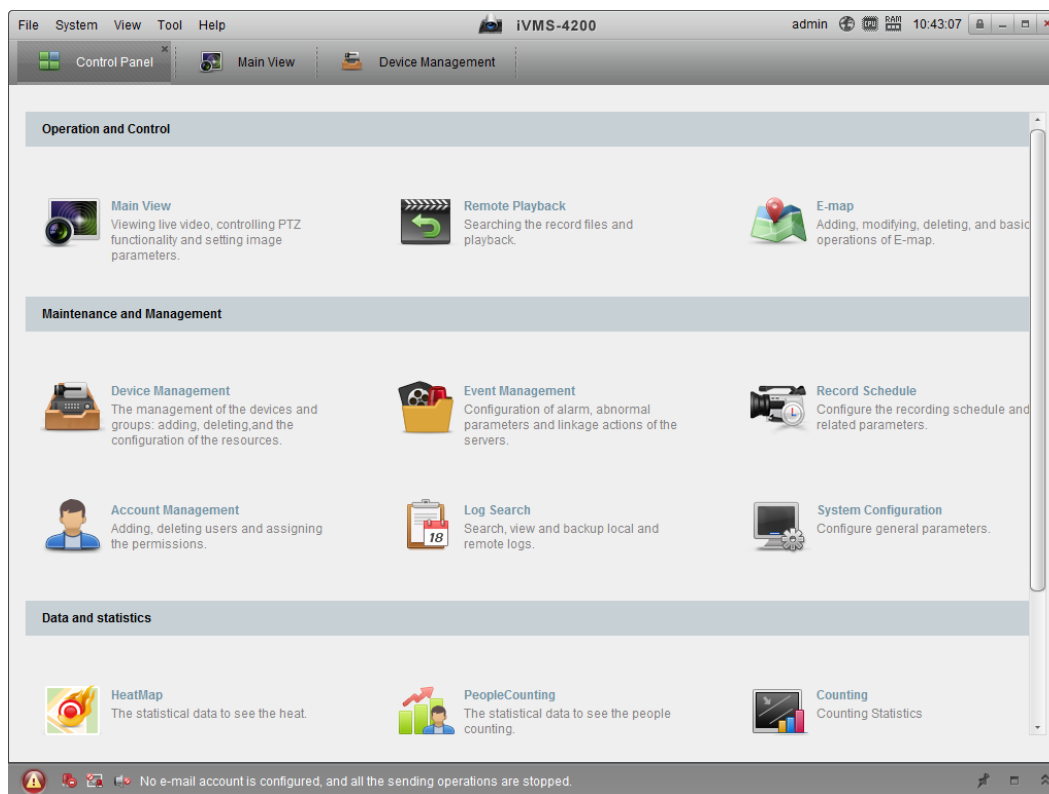 File System View Tool Help iVMS-4200 admin CPU RAM 10:43:07
Control Panel Main View Device Management
Operation and Control
Main View
Viewing live video, controlling PTZ
functionality and setting image
parameters.
Remote Playback
Searching the record files and
playback.
E-map
Adding, modifying, deleting, and basic
operations of E-map.
Maintenance and Management
Device Management
The management of the devices and
groups: adding, deleting,and the
configuration of the resources.
Event Management
Configuration of alarm, abnormal
parameters and linkage actions of the
servers.
Record Schedule
Configure the recording schedule and
related parameters.
Account Management
Adding, deleting users and assigning
the permissions.
18
Log Search
Search, view and backup local and
remote logs.
System Configuration
Configure general parameters.
Data and statistics
HeatMap
The statistical data to see the heat.
PeopleCounting
The statistical data to see the people
counting.
Counting
Counting Statistics
No e-mail account is configured, and all the sending operations are stopped.